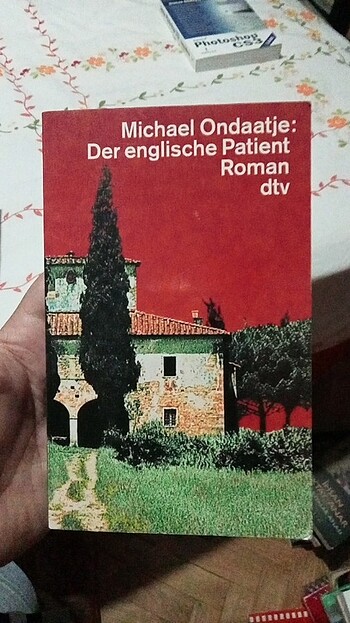 Photoshop
CS3
Michael Ondaatje:
Der englische Patient
Roman
dtv